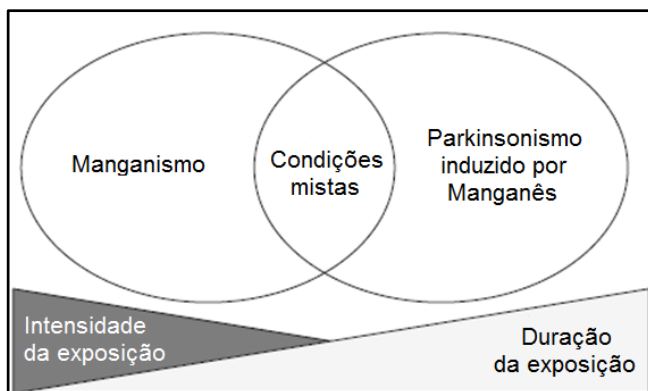 Manganismo
Condições
mistas
Parkinsonismo
induzido por
Manganês
Intensidade
da exposição
Duração
da exposição